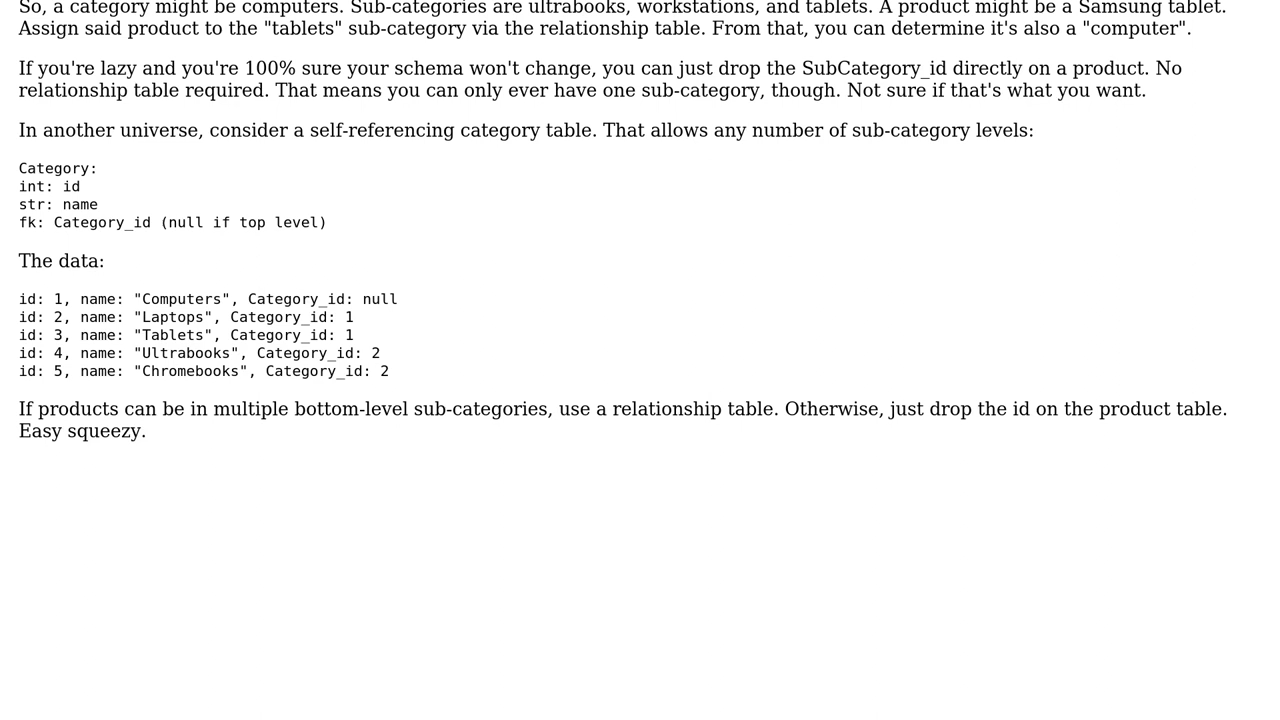 So, a category might be computers. Sub-categories are ultrabooks, workstations, and tablets. A product might be a Samsung tablet.
Assign said product to the "tablets" sub-category via the relationship table. From that, you can determine it's also a "computer".
If you're lazy and you're 100% sure your schema won't change, you can just drop the SubCategory_id directly on a product. No
relationship table required. That means you can only ever have one sub-category, though. Not sure if that's what you want.
In another universe, consider a self-referencing category table. That allows any number of sub-category levels:
Category:
int: id
str: name
fk: Category_id (null if top level)
The data:
id: 1, name: "Computers", Category_id: null
id: 2, name: "Laptops", Category_id: 1
id: 3, name: "Tablets", Category_id: 1
id: 4, name: "Ultrabooks", Category_id: 2
id: 5, name: "Chromebooks", Category_id: 2
If products can be in multiple bottom-level sub-categories, use a relationship table. Otherwise, just drop the id on the product table.
Easy squeezy.